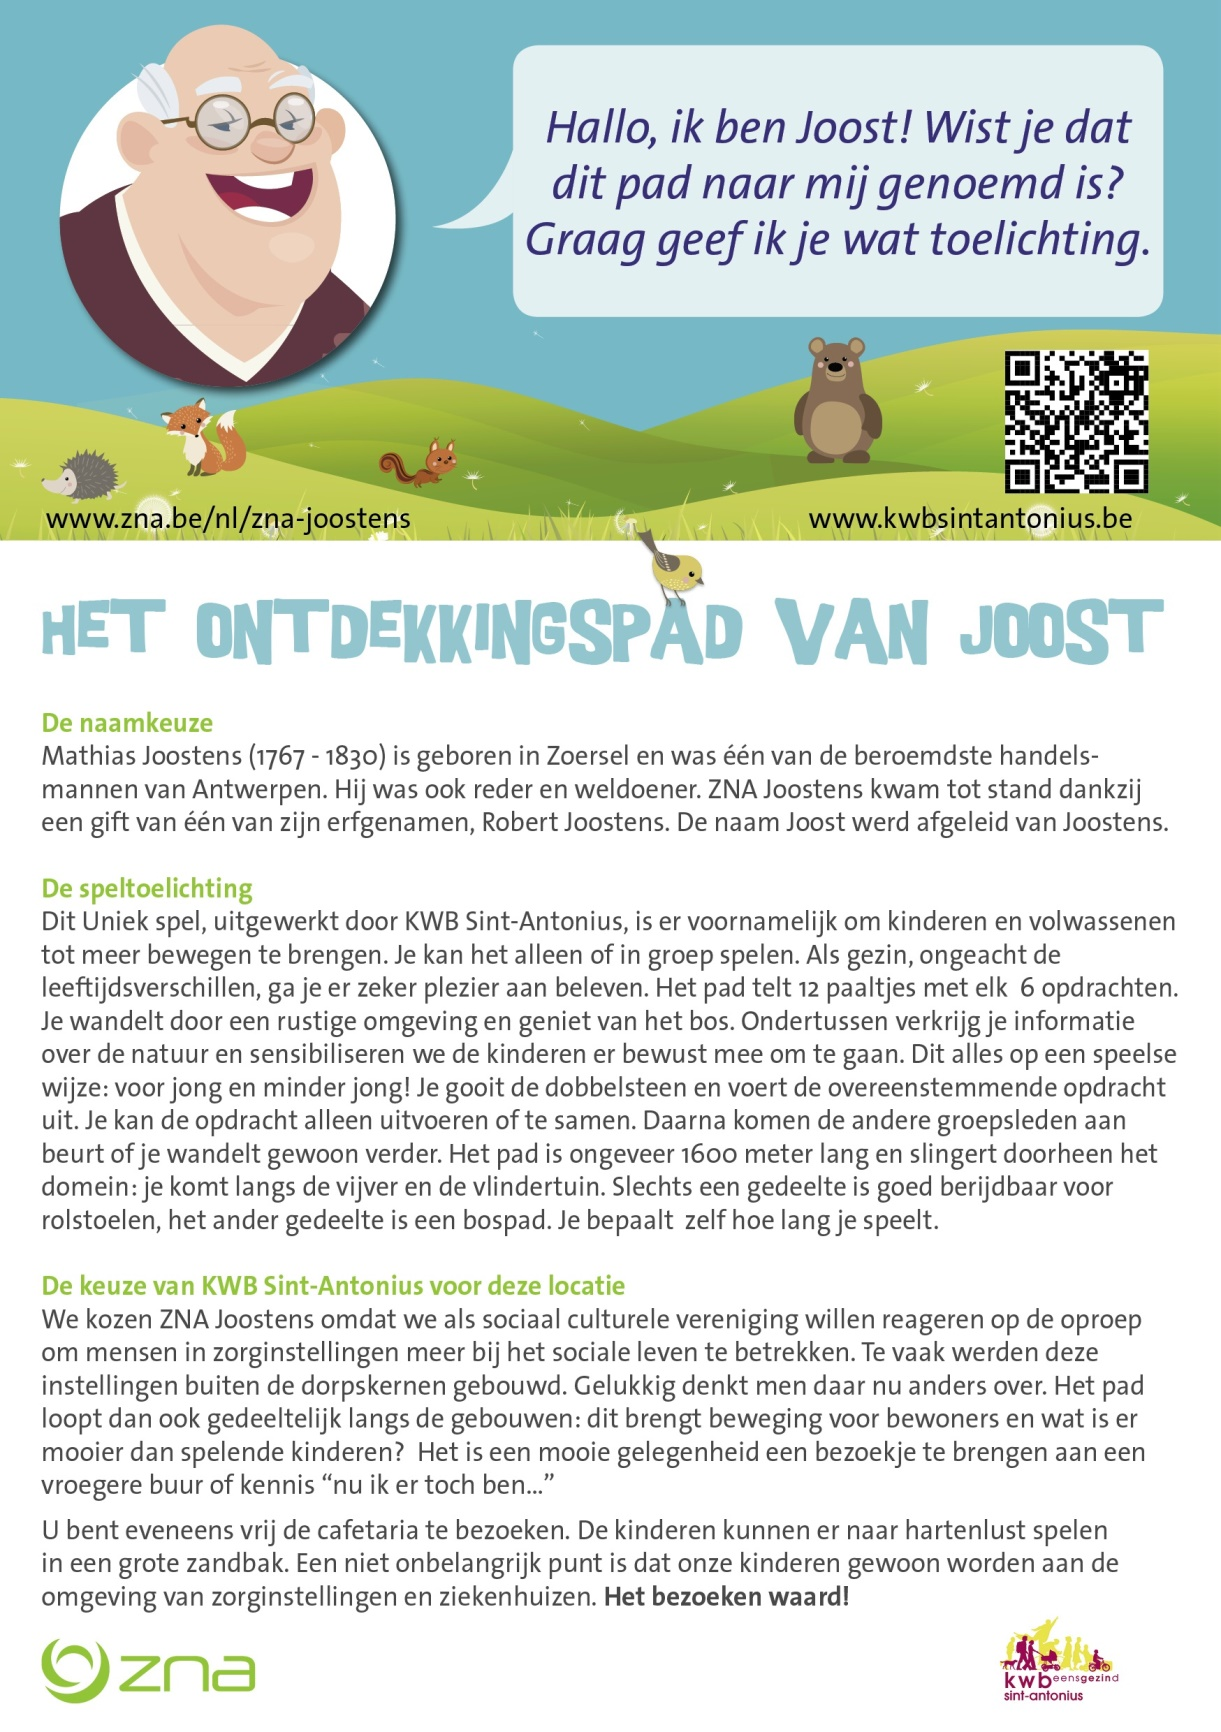 Hallo, ik ben Joost! Wist je dat
dit pad naar mij genoemd is?
Graag geef ik je wat toelichting.
www.zna.be/nl/zna-joostens
www.kwbsintantonius.be
HET ONTDEKKINGSPAD VAN JOOST
De naamkeuze
Mathias Joostens (1767 - 1830) is geboren in Zoersel en was één van de beroemdste handels-
mannen van Antwerpen. Hij was ook reder en weldoener. ZNA Joostens kwam tot stand dankzij
een gift van één van zijn erfgenamen, Robert Joostens. De naam Joost werd afgeleid van Joostens.
De speltoelichting
Dit Uniek spel, uitgewerkt door KWB Sint-Antonius, is er voornamelijk om kinderen en volwassenen
tot meer bewegen te brengen. Je kan het alleen of in groep spelen. Als gezin, ongeacht de
leeftijdsverschillen, ga je er zeker plezier aan beleven. Het pad telt 12 paaltjes met elk  6 opdrachten.
Je wandelt door een rustige omgeving en geniet van het bos. Ondertussen verkrijg je informatie
over de natuur en sensibiliseren we de kinderen er bewust mee om te gaan. Dit alles op een speelse
wijze: voor jong en minder jong! Je gooit de dobbelsteen en voert de overeenstemmende opdracht
uit. Je kan de opdracht alleen uitvoeren of te samen. Daarna komen de andere groepsleden aan
beurt of je wandelt gewoon verder. Het pad is ongeveer 1600 meter lang en slingert doorheen het
domein: je komt langs de vijver en de vlindertuin. Slechts een gedeelte is goed berijdbaar voor
rolstoelen, het ander gedeelte is een bospad. Je bepaalt  zelf hoe lang je speelt.
De keuze van KWB Sint-Antonius voor deze locatie
We kozen ZNA Joostens omdat we als sociaal culturele vereniging willen reageren op de oproep
om mensen in zorginstellingen meer bij het sociale leven te betrekken. Te vaak werden deze
instellingen buiten de dorpskernen gebouwd. Gelukkig denkt men daar nu anders over. Het pad
loopt dan ook gedeeltelijk langs de gebouwen: dit brengt beweging voor bewoners en wat is er
mooier dan spelende kinderen?  Het is een mooie gelegenheid een bezoekje te brengen aan een
vroegere buur of kennis “nu ik er toch ben...”
U bent eveneens vrij de cafetaria te bezoeken. De kinderen kunnen er naar hartenlust spelen
in een grote zandbak. Een niet onbelangrijk punt is dat onze kinderen gewoon worden aan de
omgeving van zorginstellingen en ziekenhuizen. Het bezoeken waard!
zna
kwb eensgezind
sint-antonius